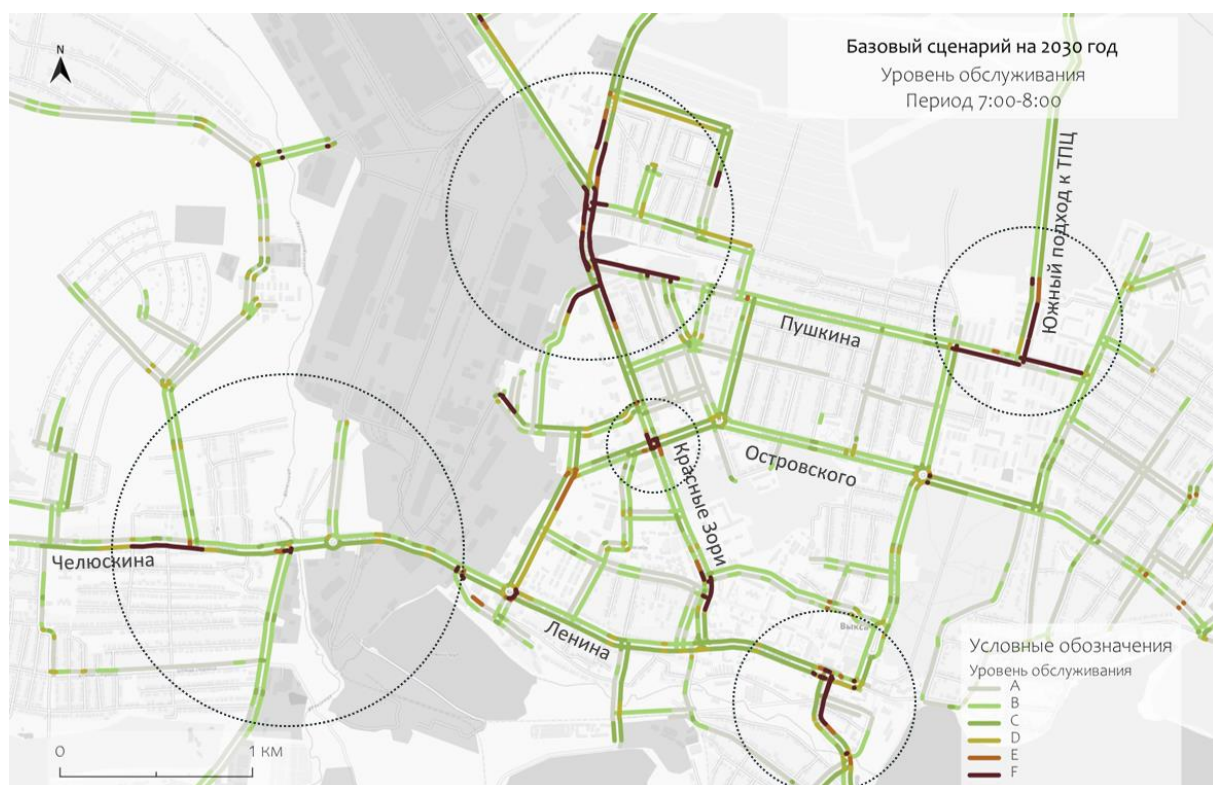 N
Базовый сценарий на 2030 год
Уровень обслуживания
Период 7:00-8:00
Южный подход к ТПЦ
Пушкина
Островского
Красные Зори
Челюскина
Ленина
Выкса
Условные обозначения
Уровень обслуживания
A
B
C
D
E
F
0 1 км